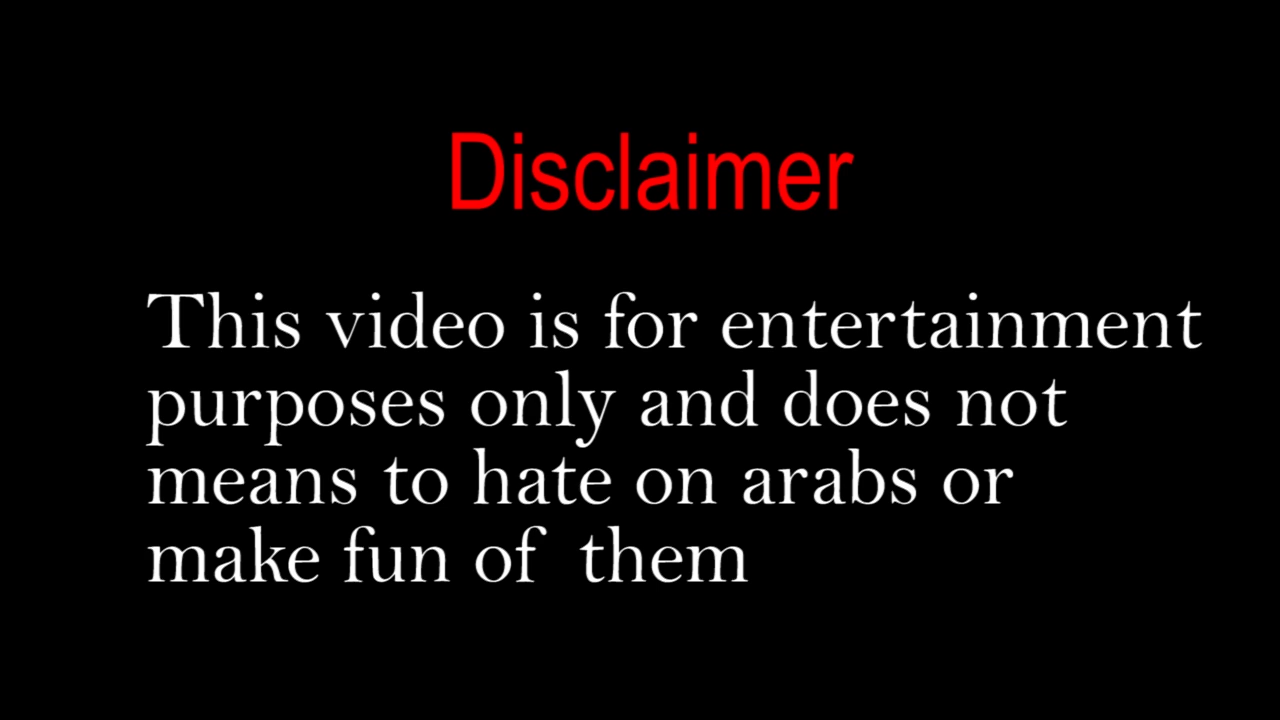 Disclaimer
This video is for entertainment
purposes only and does not
means to hate on arabs or
make fun of  them